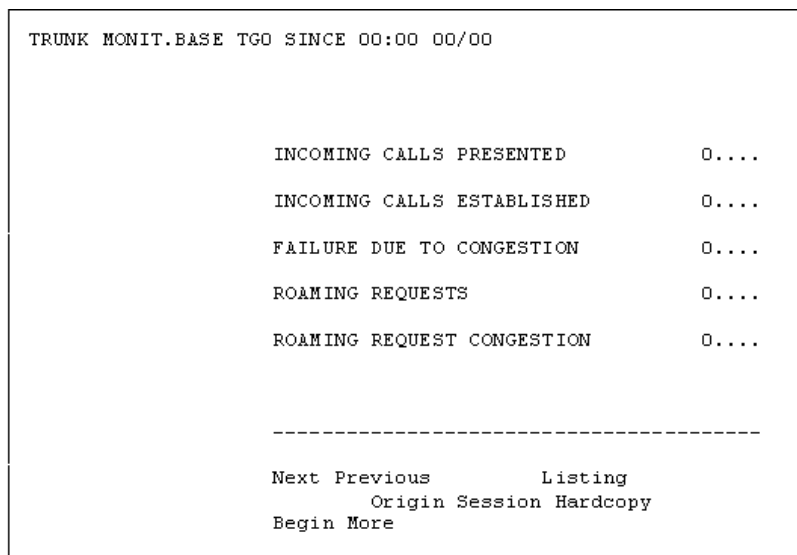 TRUNK MONIT.BASE TG0 SINCE 00:00 00/00
INCOMING CALLS PRESENTED 0....
INCOMING CALLS ESTABLISHED 0....
FAILURE DUE TO CONGESTION 0....
ROAMING REQUESTS 0....
ROAMING REQUEST CONGESTION 0....
----------------------------------------
Next Previous Listing
Origin Session Hardcopy
Begin More